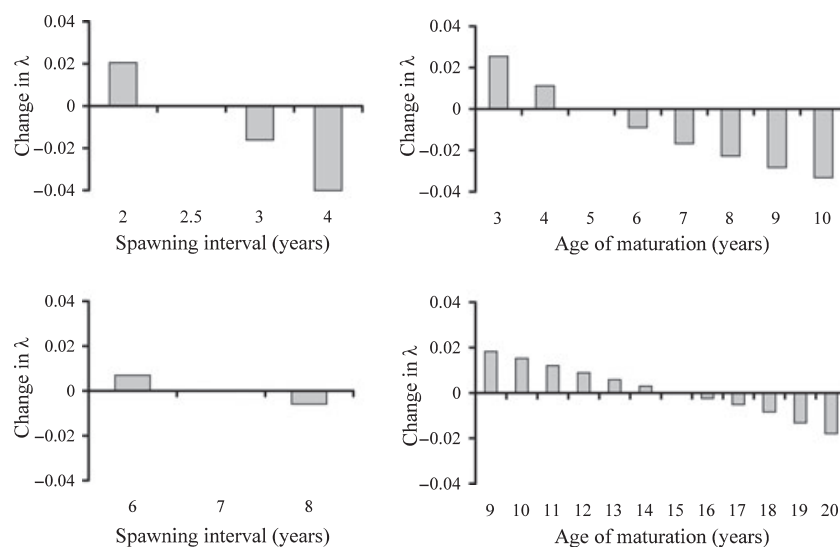 0.04
0.02
0
−0.02
−0.04
Change in λ
2 2.5 3 4
Spawning interval (years)
0.04
0.02
0
−0.02
−0.04
Change in λ
3 4 5 6 7 8 9 10
Age of maturation (years)
0.04
0.02
0
−0.02
−0.04
Change in λ
6 7 8
Spawning interval (years)
0.04
0.02
0
−0.02
−0.04
Change in λ
9 10 11 12 13 14 15 16 17 18 19 20
Age of maturation (years)